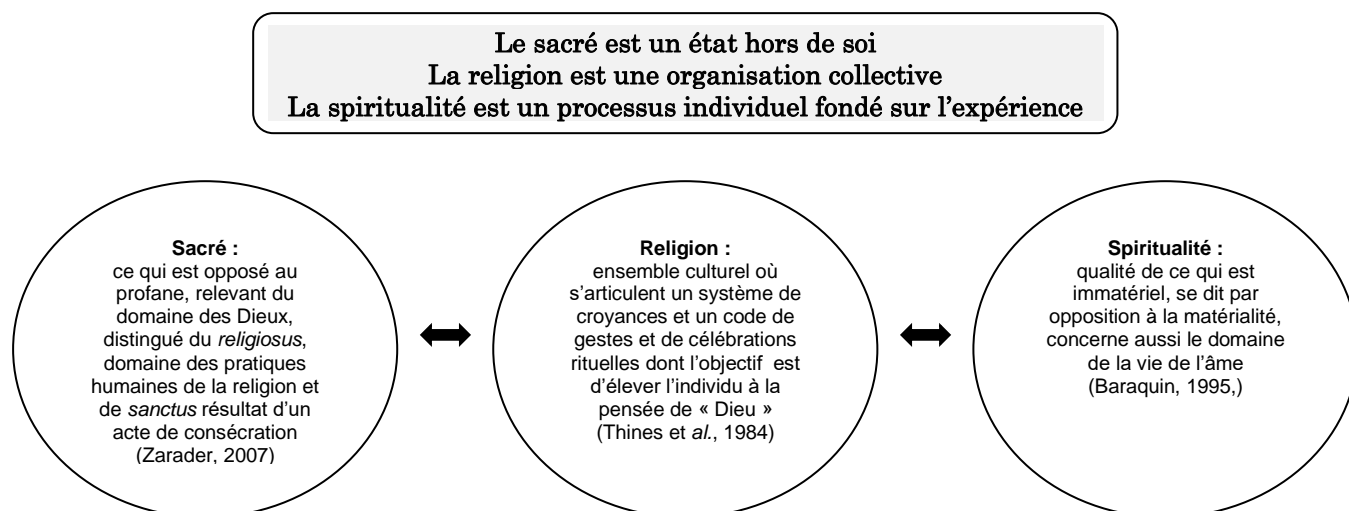 Le sacré est un état hors de soi
La religion est une organisation collective
La spiritualité est un processus individuel fondé sur l'expérience
Sacré :
ce qui est opposé au
profane, relevant du
domaine des Dieux,
distingué du religiosus,
domaine des pratiques
humaines de la religion et
de sanctus résultat d'un
acte de consécration
(Zarader, 2007)
Religion :
ensemble culturel où
s'articulent un système de
croyances et un code de
gestes et de célébrations
rituelles dont l'objectif est
d'élever l'individu à la
pensée de « Dieu »
(Thines et al., 1984)
Spiritualité :
qualité de ce qui est
immatériel, se dit par
opposition à la matérialité,
concerne aussi le domaine
de la vie de l'âme
(Baraquin, 1995,)